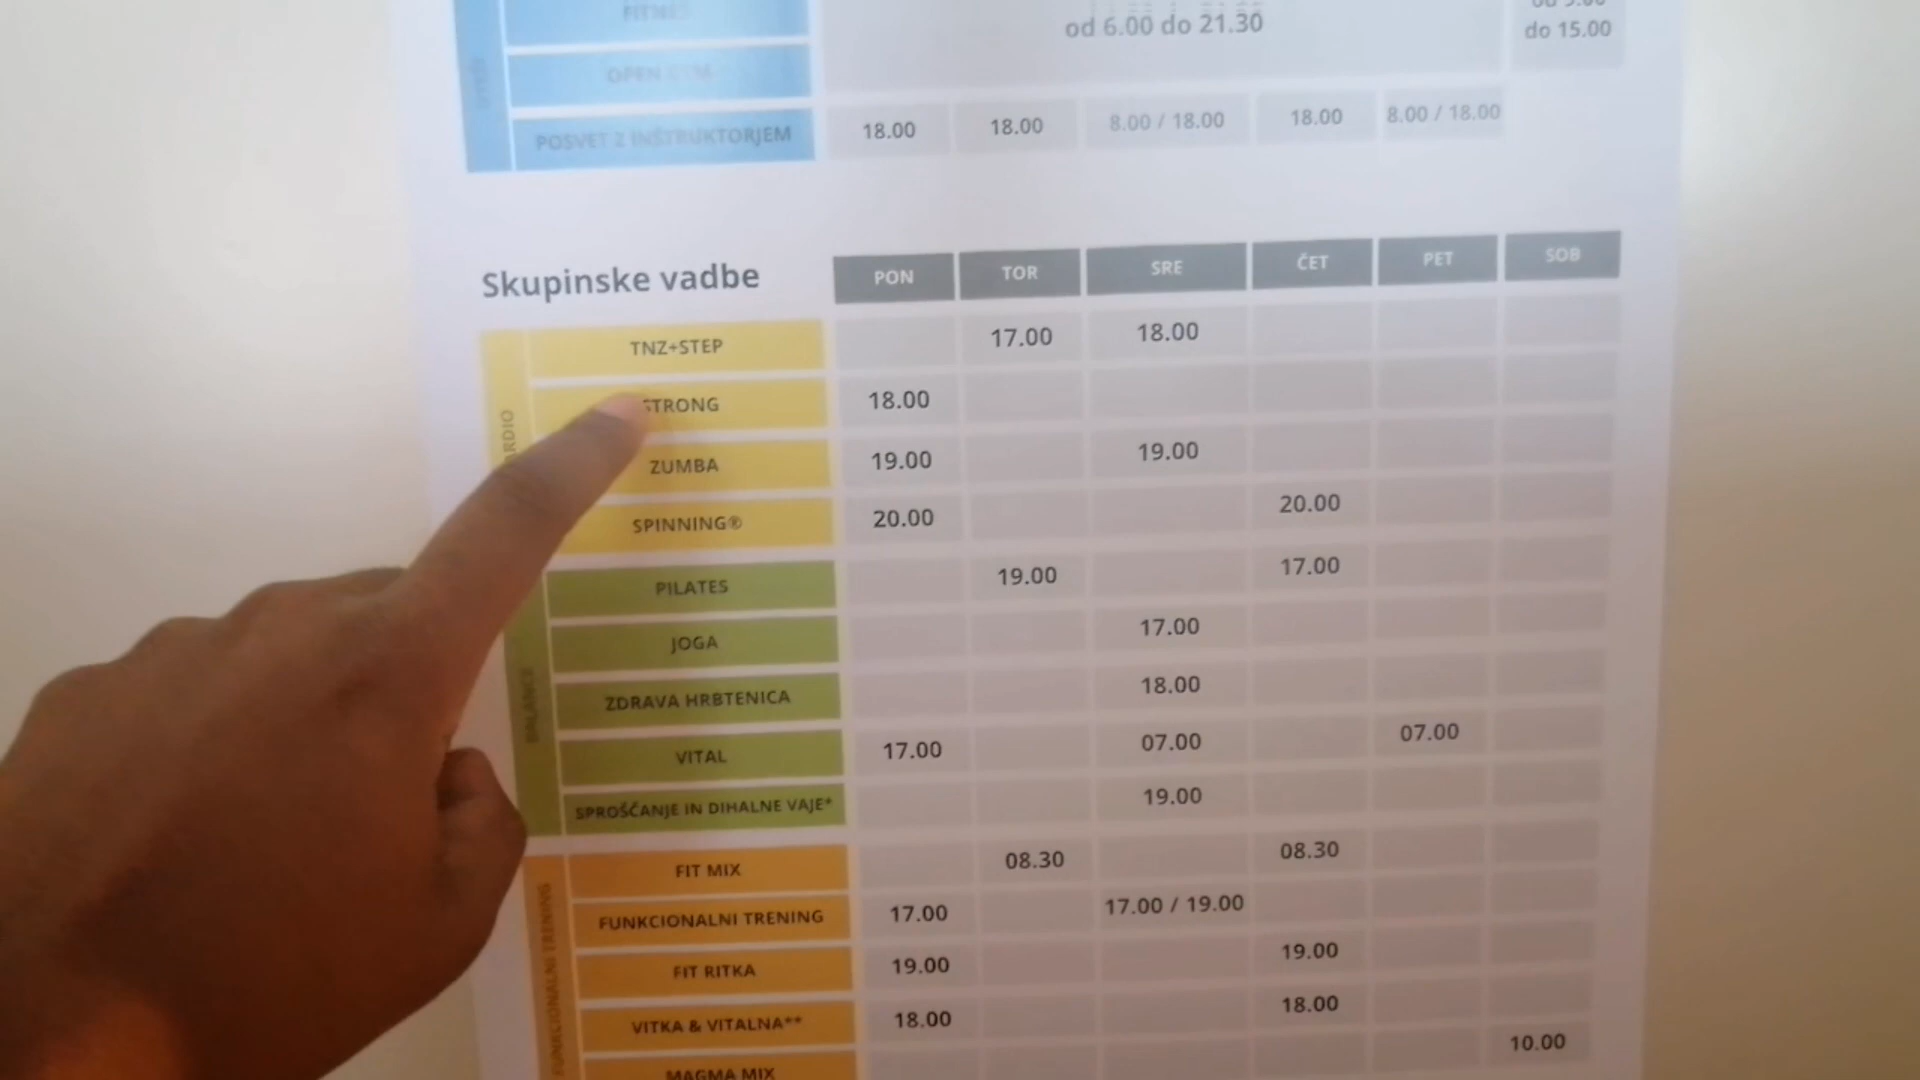 FITNES
od 6.00 do 21.30
do 15.00
OPEN GYM
POSVET Z INŠTRUKTORJEM 18.00 18.00 8.00 / 18.00 18.00 8.00 / 18.00
Skupinske vadbe PON TOR SRE ČET PET SOB
TNZ+STEP 17.00 18.00
STRONG 18.00
ZUMBA 19.00 19.00
SPINNING® 20.00 20.00
BALANCE
PILATES 19.00 17.00
JOGA 17.00
ZDRAVA HRBTENICA 18.00
VITAL 17.00 07.00 07.00
SPROŠČANJE IN DIHALNE VAJE* 19.00
FUNKCIONALNI TRENING
FIT MIX 08.30 08.30
FUNKCIONALNI TRENING 17.00 17.00 / 19.00
FIT RITKA 19.00 19.00
VITKA & VITALNA** 18.00 18.00
MAGMA MIX 10.00